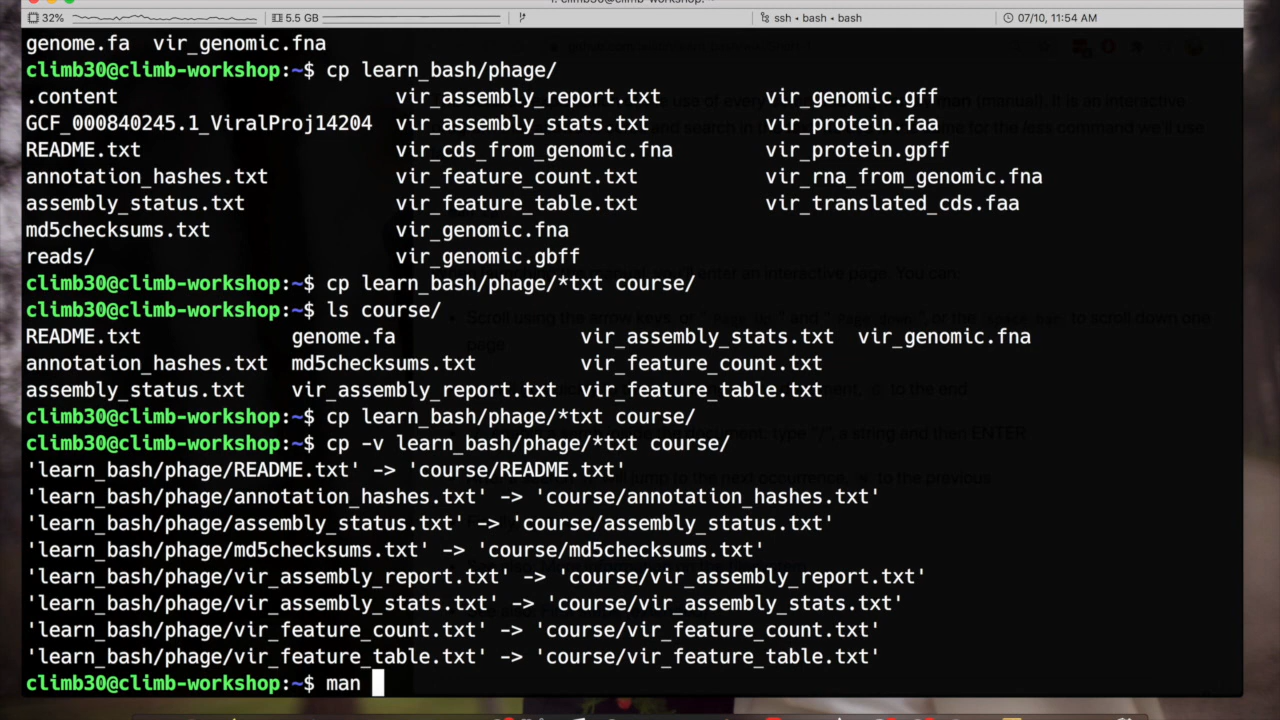 1. climb30@climb-workshop: ~
32% 5.5 GB ssh • bash • bash 07/10, 11:54 AM
genome.fa vir_genomic.fna
climb30@climb-workshop:~$ cp learn_bash/phage/
.content vir_assembly_report.txt vir_genomic.gff
GCF_000840245.1_ViralProj14204 vir_assembly_stats.txt vir_protein.faa
README.txt vir_cds_from_genomic.fna vir_protein.gpff
annotation_hashes.txt vir_feature_count.txt vir_rna_from_genomic.fna
assembly_status.txt vir_feature_table.txt vir_translated_cds.faa
md5checksums.txt vir_genomic.fna
reads/ vir_genomic.gbff
climb30@climb-workshop:~$ cp learn_bash/phage/*txt course/
climb30@climb-workshop:~$ ls course/
README.txt genome.fa vir_assembly_stats.txt vir_genomic.fna
annotation_hashes.txt md5checksums.txt vir_feature_count.txt
assembly_status.txt vir_assembly_report.txt vir_feature_table.txt
climb30@climb-workshop:~$ cp learn_bash/phage/*txt course/
climb30@climb-workshop:~$ cp -v learn_bash/phage/*txt course/
'learn_bash/phage/README.txt' -> 'course/README.txt'
'learn_bash/phage/annotation_hashes.txt' -> 'course/annotation_hashes.txt'
'learn_bash/phage/assembly_status.txt' -> 'course/assembly_status.txt'
'learn_bash/phage/md5checksums.txt' -> 'course/md5checksums.txt'
'learn_bash/phage/vir_assembly_report.txt' -> 'course/vir_assembly_report.txt'
'learn_bash/phage/vir_assembly_stats.txt' -> 'course/vir_assembly_stats.txt'
'learn_bash/phage/vir_feature_count.txt' -> 'course/vir_feature_count.txt'
'learn_bash/phage/vir_feature_table.txt' -> 'course/vir_feature_table.txt'
climb30@climb-workshop:~$ man